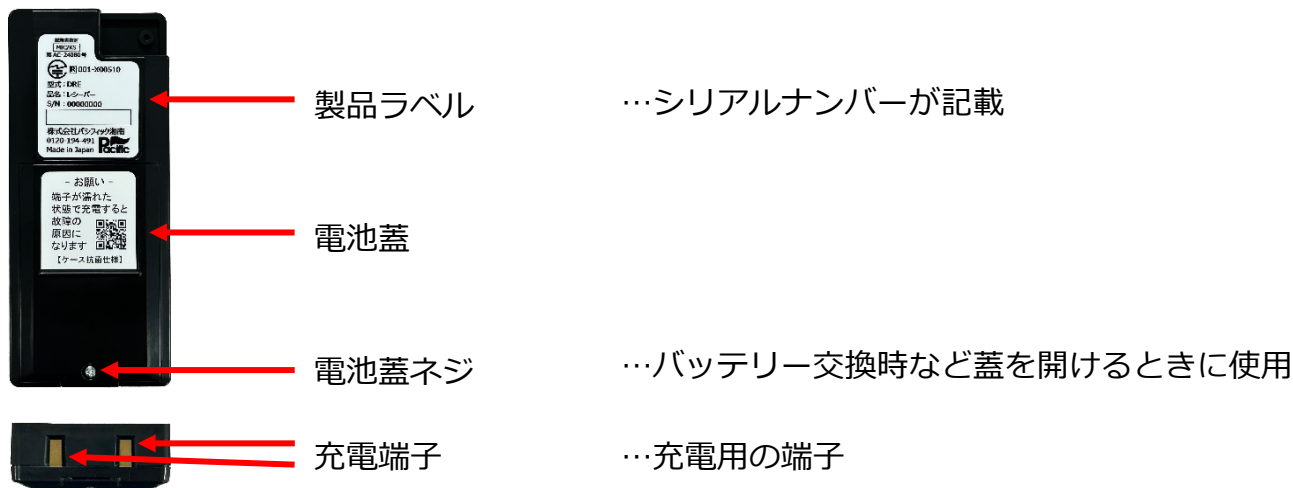 MIC/KS
第 AC-24080 号
R 001-X00510
型式：DRE
品名：レシーバー
S/N：00000000
株式会社パシフィック湘南
0120-194-491
Made in Japan
Pacific
製品ラベル …シリアルナンバーが記載
- お願い -
端子が濡れた
状態で充電すると
故障の
原因に
なります
【ケース抗菌仕様】
電池蓋
電池蓋ネジ …バッテリー交換時など蓋を開けるときに使用
充電端子 …充電用の端子